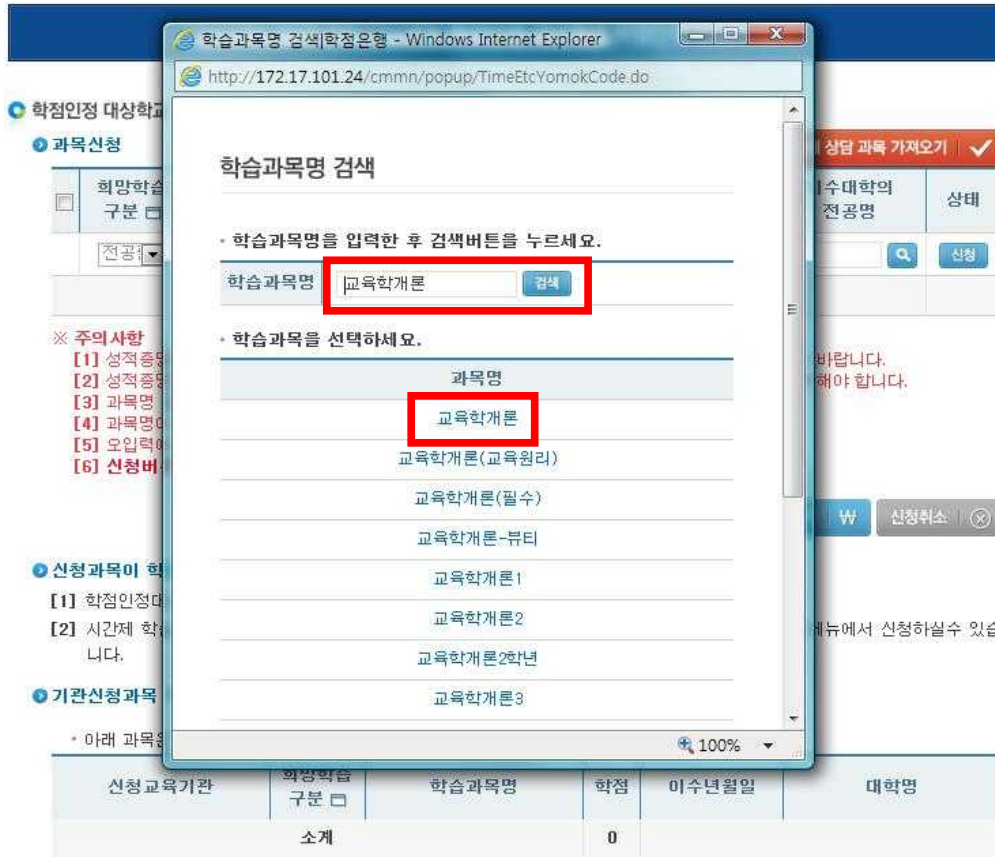 학습과목명 검색|학점은행 - Windows Internet Explorer
http://172.17.101.24/cmmn/popup/TimeEtcYomokCode.do
학점인정 대상학교
과목신청
상담 과목 가져오기
희망학습
구분
이수대학의
전공명
상태
전공
신청
학습과목명 검색
학습과목명을 입력한 후 검색버튼을 누르세요.
학습과목명 교육학개론 검색
학습과목을 선택하세요.
과목명
교육학개론
교육학개론(교육원리)
교육학개론(필수)
교육학개론-뷰티
교육학개론1
교육학개론2
교육학개론2학년
교육학개론3
100%
※ 주의사항
[1] 성적증명 바랍니다.
[2] 성적증명 해야 합니다.
[3] 과목명
[4] 과목명
[5] 오입력
[6] 신청버
₩ 신청취소
신청과목이 학
[1] 학점인정대
[2] 시간제 학 메뉴에서 신청하실수 있습
니다.
기관신청과목
아래 과목은
신청교육기관 희망학습 구분 학습과목명 학점 이수년월일 대학명
소계 0